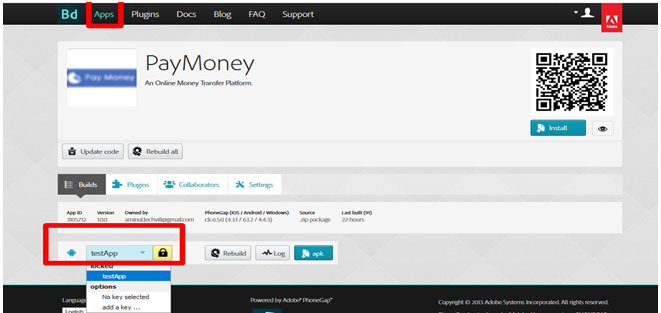 Bd Apps Plugins Docs Blog FAQ Support
Adobe
PayMoney
Pay Money
An Online Money Transfer Platform.
Install
Update code Rebuild all
Builds Plugins Collaborators Settings
App ID Version Owned by PhoneGap (iOS / Android / Windows) Source Last built (91)
3105712 1.0.0 aminul.techvill@gmail.com cli-6.5.0 (4.3.1 / 6.1.2 / 4.4.3) .zip package 22 hours
testApp Rebuild Log apk
locked
testApp
options
No key selected
add a key ...
Language
English
Powered by Adobe® PhoneGap™
Copyright © 2013 Adobe Systems Incorporated. All rights reserved.